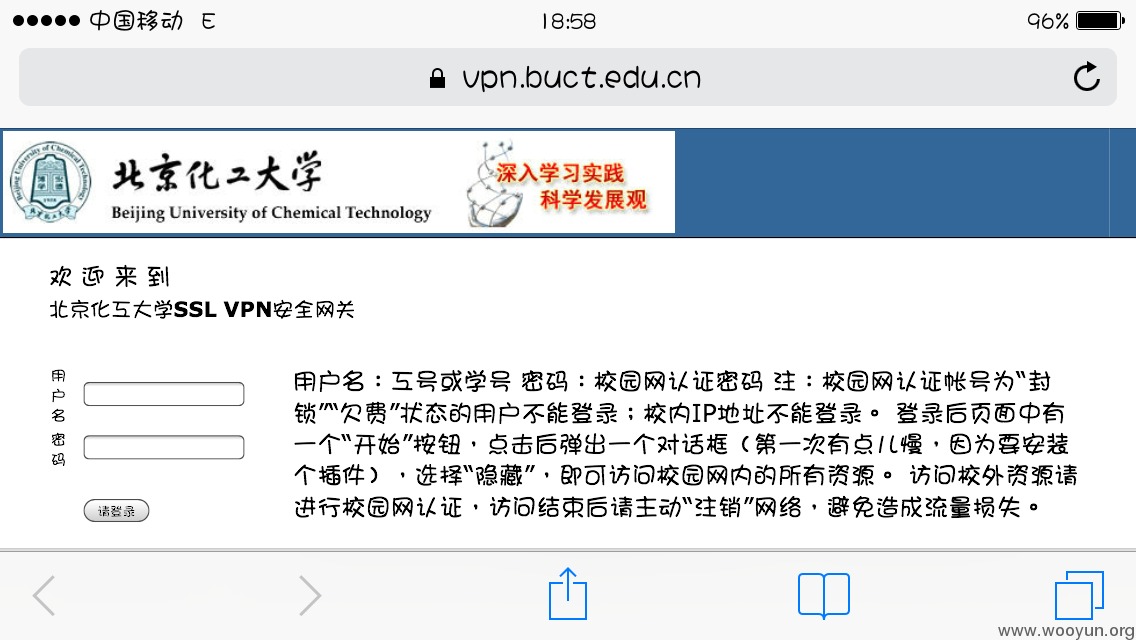 中国移动 E 18:58 96%
vpn.buct.edu.cn
北京化工大学
Beijing University of Chemical Technology
深入学习实践
科学发展观
欢迎来到
北京化工大学SSL VPN安全网关
用户名
密码
请登录
用户名：工号或学号 密码：校园网认证密码 注：校园网认证帐号为“封
锁”“欠费”状态的用户不能登录；校内IP地址不能登录。 登录后页面中有
一个“开始”按钮，点击后弹出一个对话框（第一次有点儿慢，因为要安装
个插件），选择“隐藏”，即可访问校园网内的所有资源。 访问校外资源请
进行校园网认证，访问结束后请主动“注销”网络，避免造成流量损失。
www.wooyun.org